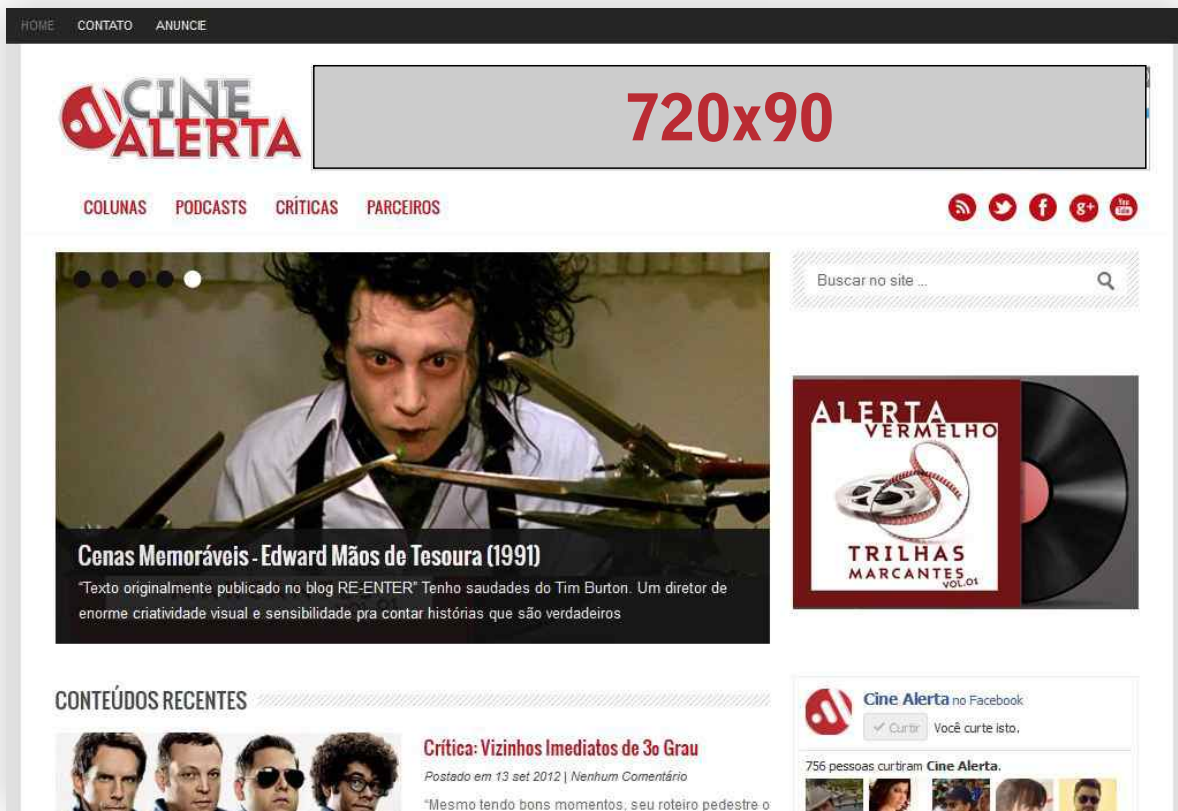 HOME CONTATO ANUNCIE
CINE
ALERTA
720x90
COLUNAS PODCASTS CRÍTICAS PARCEIROS
Buscar no site ...
ALERTA
VERMELHO
TRILHAS
MARCANTES
VOL.01
Cenas Memoráveis - Edward Mãos de Tesoura (1991)
"Texto originalmente publicado no blog RE-ENTER" Tenho saudades do Tim Burton. Um diretor de
enorme criatividade visual e sensibilidade pra contar histórias que são verdadeiros
CONTEÚDOS RECENTES
Crítica: Vizinhos Imediatos de 3o Grau
Postado em 13 set 2012 | Nenhum Comentário
"Mesmo tendo bons momentos, seu roteiro pedestre o
Cine Alerta no Facebook
Curtir Você curte isto.
756 pessoas curtiram Cine Alerta.